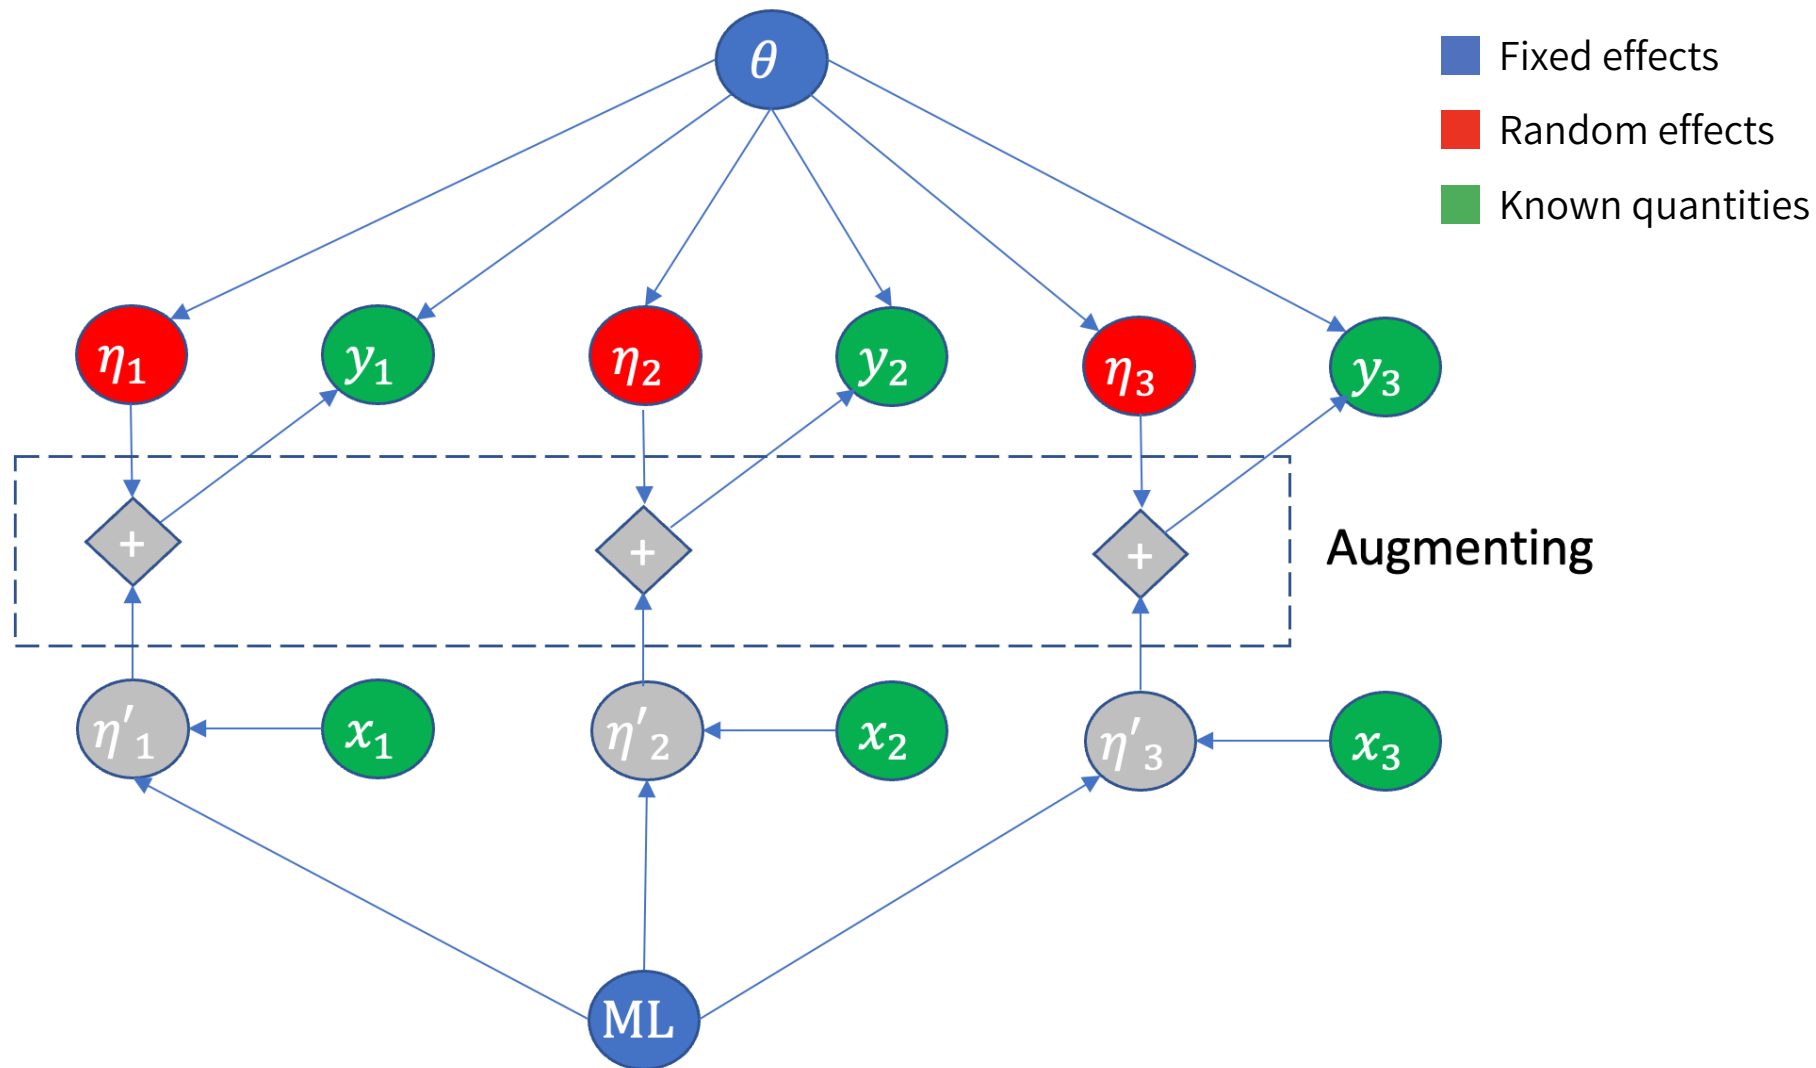 θ
Fixed effects
Random effects
Known quantities
η₁ y₁ η₂ y₂ η₃ y₃
+ + + Augmenting
η′₁ x₁ η′₂ x₂ η′₃ x₃
ML